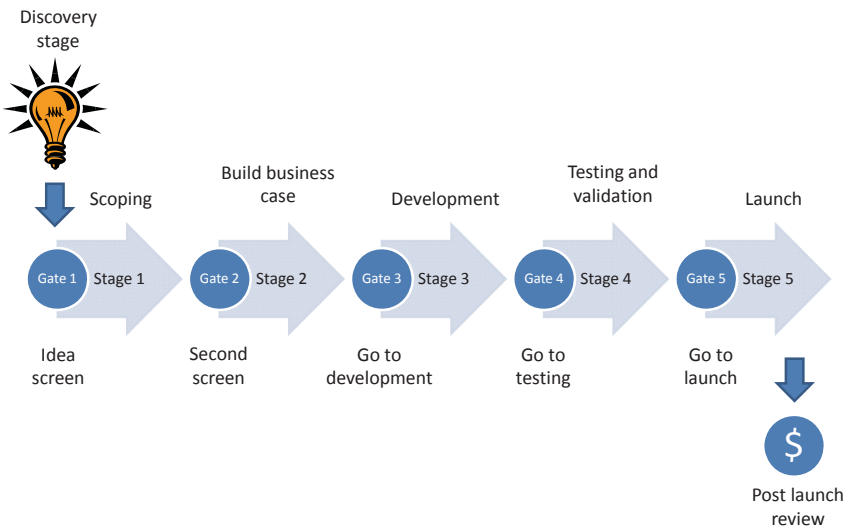 Discovery
stage
Scoping
Build business
case
Development
Testing and
validation
Launch
Gate 1
Stage 1
Gate 2
Stage 2
Gate 3
Stage 3
Gate 4
Stage 4
Gate 5
Stage 5
Idea
screen
Second
screen
Go to
development
Go to
testing
Go to
launch
$
Post launch
review